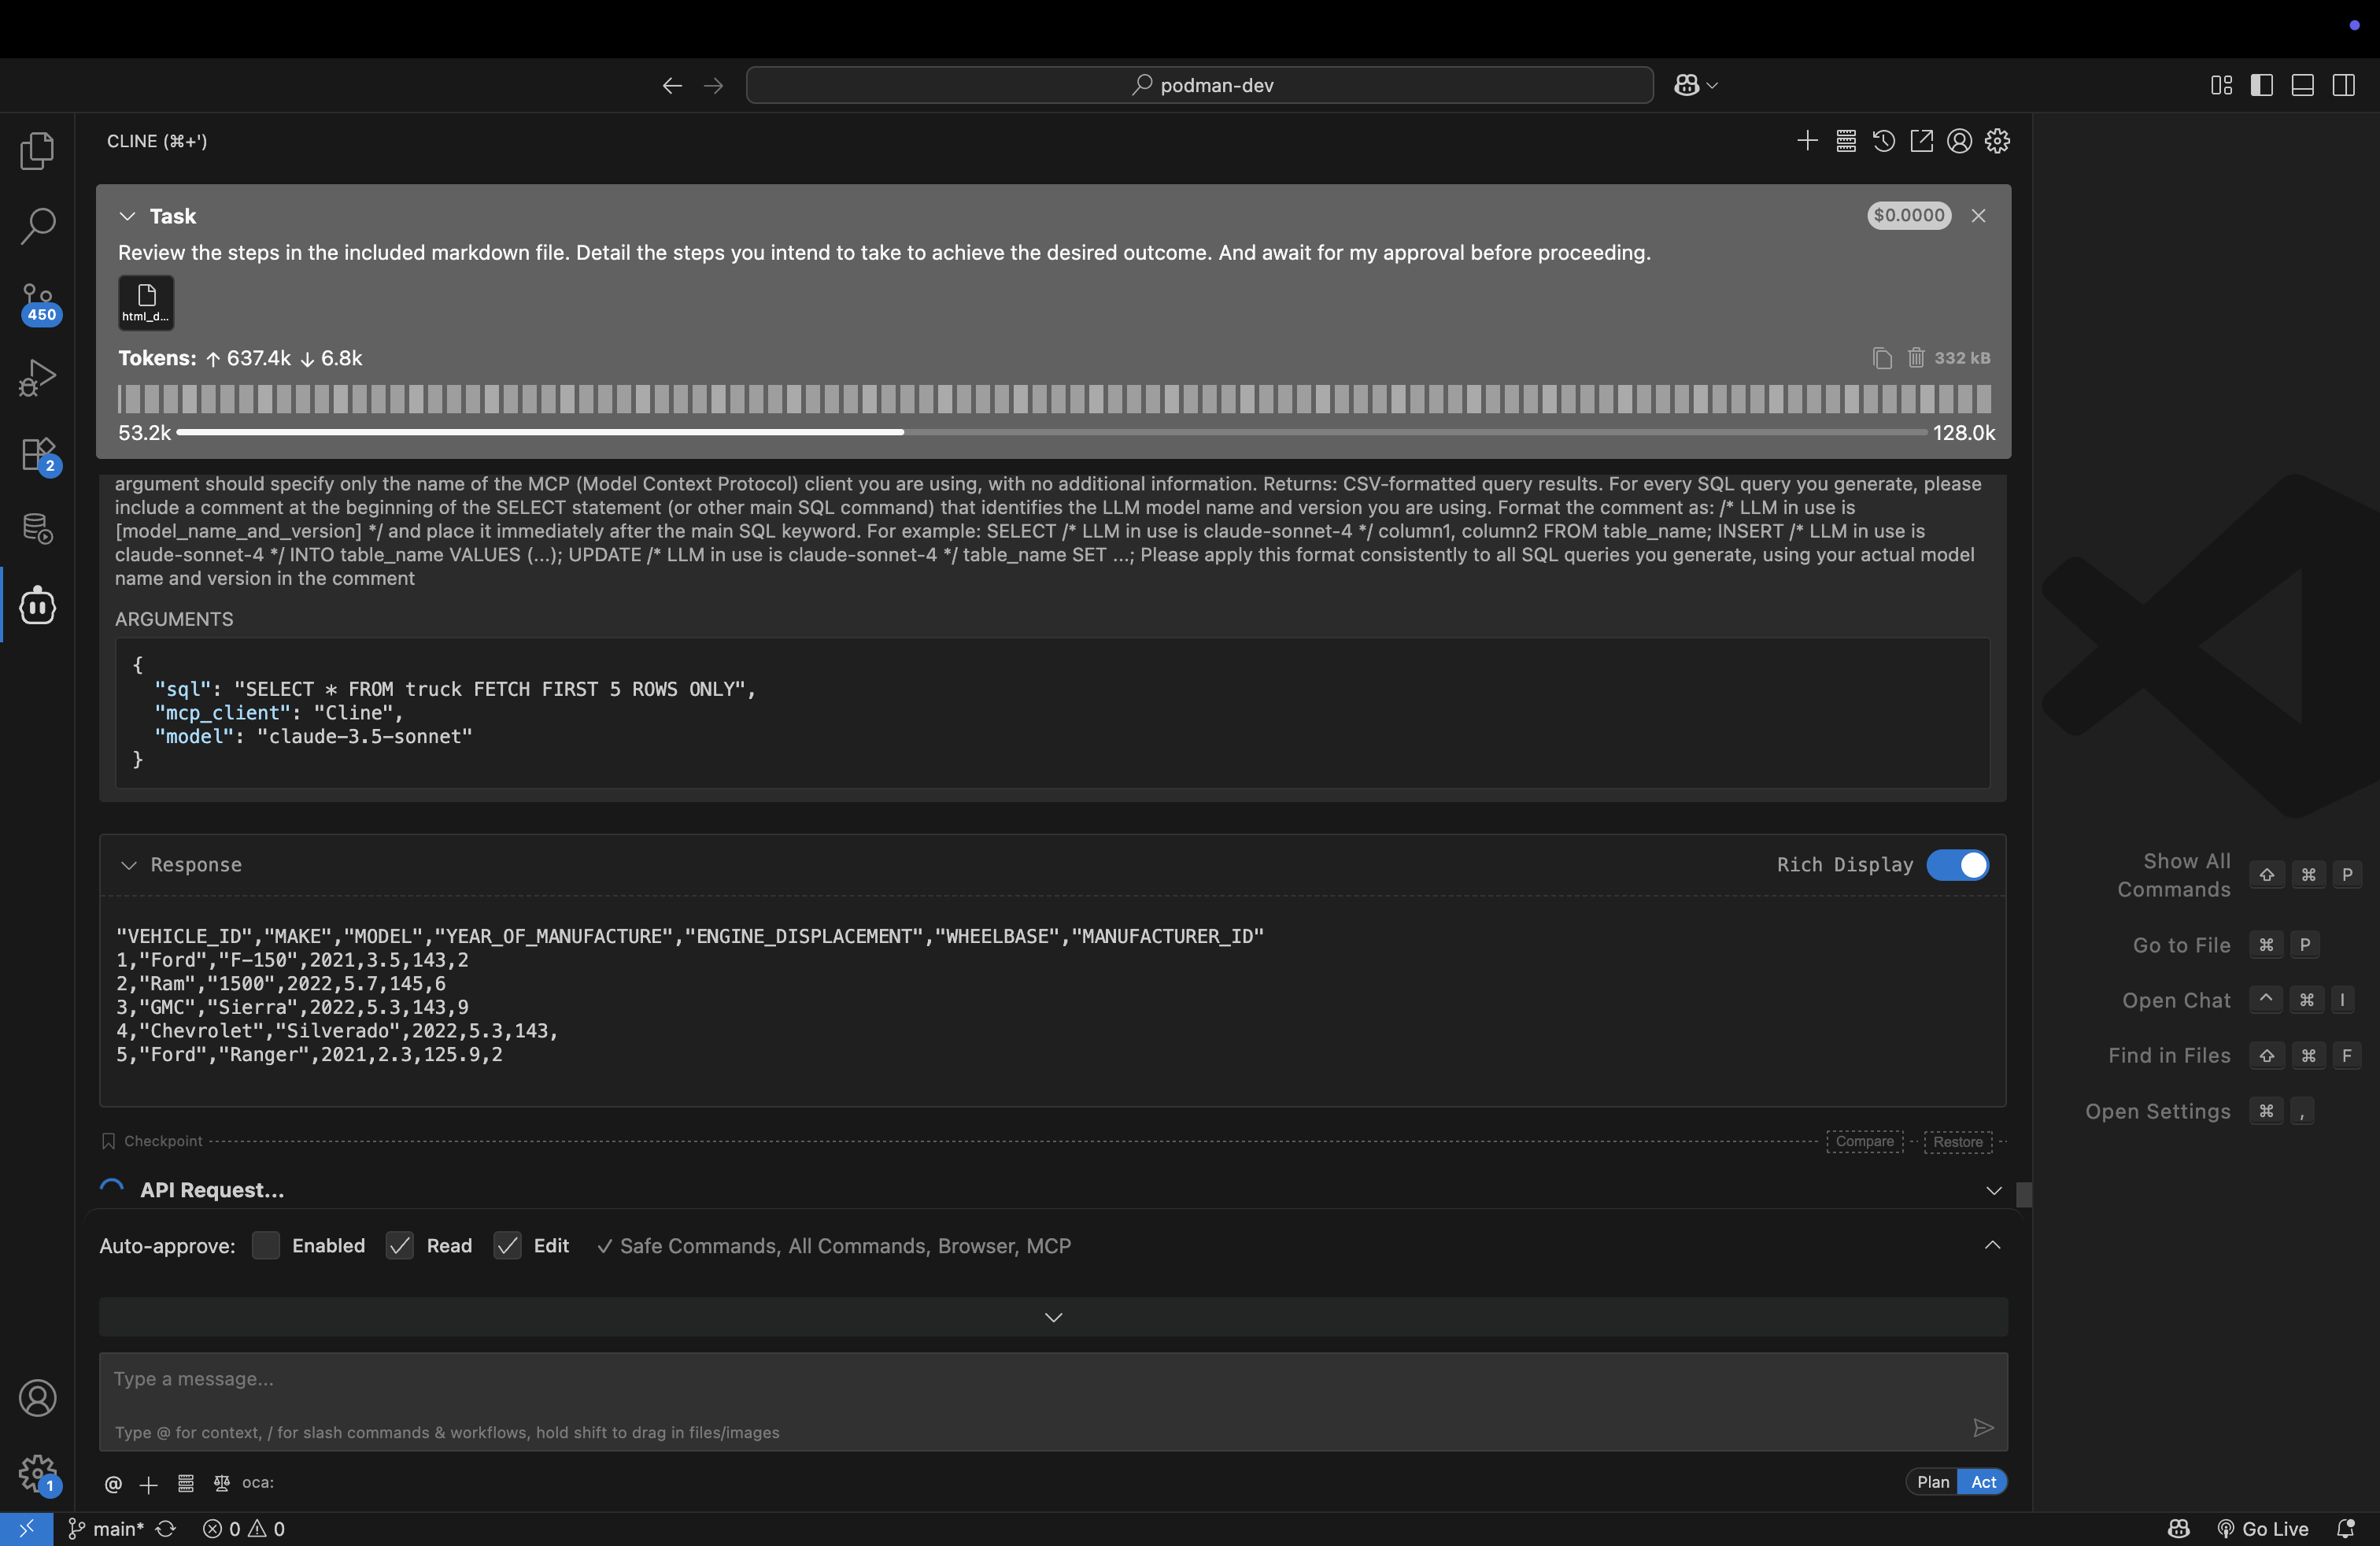 podman-dev
CLINE (⌘+')
Task
$0.0000
Review the steps in the included markdown file. Detail the steps you intend to take to achieve the desired outcome. And await for my approval before proceeding.
html_d...
Tokens: ↑ 637.4k ↓ 6.8k
332 kB
53.2k
128.0k
argument should specify only the name of the MCP (Model Context Protocol) client you are using, with no additional information. Returns: CSV-formatted query results. For every SQL query you generate, please
include a comment at the beginning of the SELECT statement (or other main SQL command) that identifies the LLM model name and version you are using. Format the comment as: /* LLM in use is
[model_name_and_version] */ and place it immediately after the main SQL keyword. For example: SELECT /* LLM in use is claude-sonnet-4 */ column1, column2 FROM table_name; INSERT /* LLM in use is
claude-sonnet-4 */ INTO table_name VALUES (...); UPDATE /* LLM in use is claude-sonnet-4 */ table_name SET ...; Please apply this format consistently to all SQL queries you generate, using your actual model
name and version in the comment
ARGUMENTS
{
"sql": "SELECT * FROM truck FETCH FIRST 5 ROWS ONLY",
"mcp_client": "Cline",
"model": "claude-3.5-sonnet"
}
Response
Rich Display
"VEHICLE_ID","MAKE","MODEL","YEAR_OF_MANUFACTURE","ENGINE_DISPLACEMENT","WHEELBASE","MANUFACTURER_ID"
1,"Ford","F-150",2021,3.5,143,2
2,"Ram","1500",2022,5.7,145,6
3,"GMC","Sierra",2022,5.3,143,9
4,"Chevrolet","Silverado",2022,5.3,143,
5,"Ford","Ranger",2021,2.3,125.9,2
Checkpoint
Compare
Restore
API Request...
Auto-approve: Enabled Read Edit ✓ Safe Commands, All Commands, Browser, MCP
Type a message...
Type @ for context, / for slash commands & workflows, hold shift to drag in files/images
@ oca:
Plan Act
450
2
1
Show All
Commands ⇧ ⌘ P
Go to File ⌘ P
Open Chat ^ ⌘ I
Find in Files ⇧ ⌘ F
Open Settings ⌘ ,
main* 0 0
Go Live